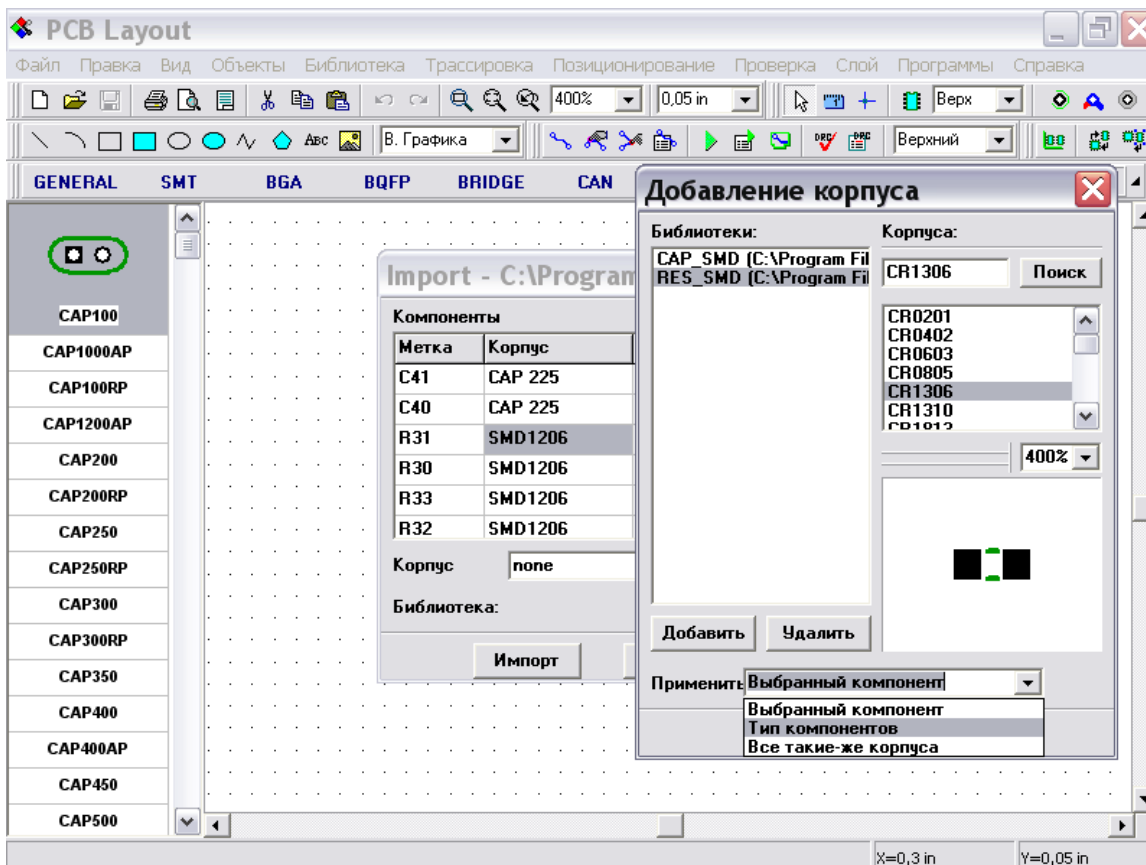 PCB Layout
Файл Правка Вид Объекты Библиотека Трассировка Позиционирование Проверка Слой Программы Справка
400% 0,05 in Верх
ABC В. Графика DRC DRC Верхний
GENERAL SMT BGA BQFP BRIDGE CAN
CAP100
CAP1000AP
CAP100RP
CAP1200AP
CAP200
CAP200RP
CAP250
CAP250RP
CAP300
CAP300RP
CAP350
CAP400
CAP400AP
CAP450
CAP500
Import - C:\Program
Компоненты
Метка Корпус
C41 CAP 225
C40 CAP 225
R31 SMD1206
R30 SMD1206
R33 SMD1206
R32 SMD1206
Корпус none
Библиотека:
Импорт
Добавление корпуса
Библиотеки:
CAP_SMD (C:\Program Fil
RES_SMD (C:\Program Fil
Добавить Удалить
Корпуса:
CR1306 Поиск
CR0201
CR0402
CR0603
CR0805
CR1306
CR1310
400%
Применить Выбранный компонент
Выбранный компонент
Тип компонентов
Все такие-же корпуса
X=0,3 in Y=0,05 in